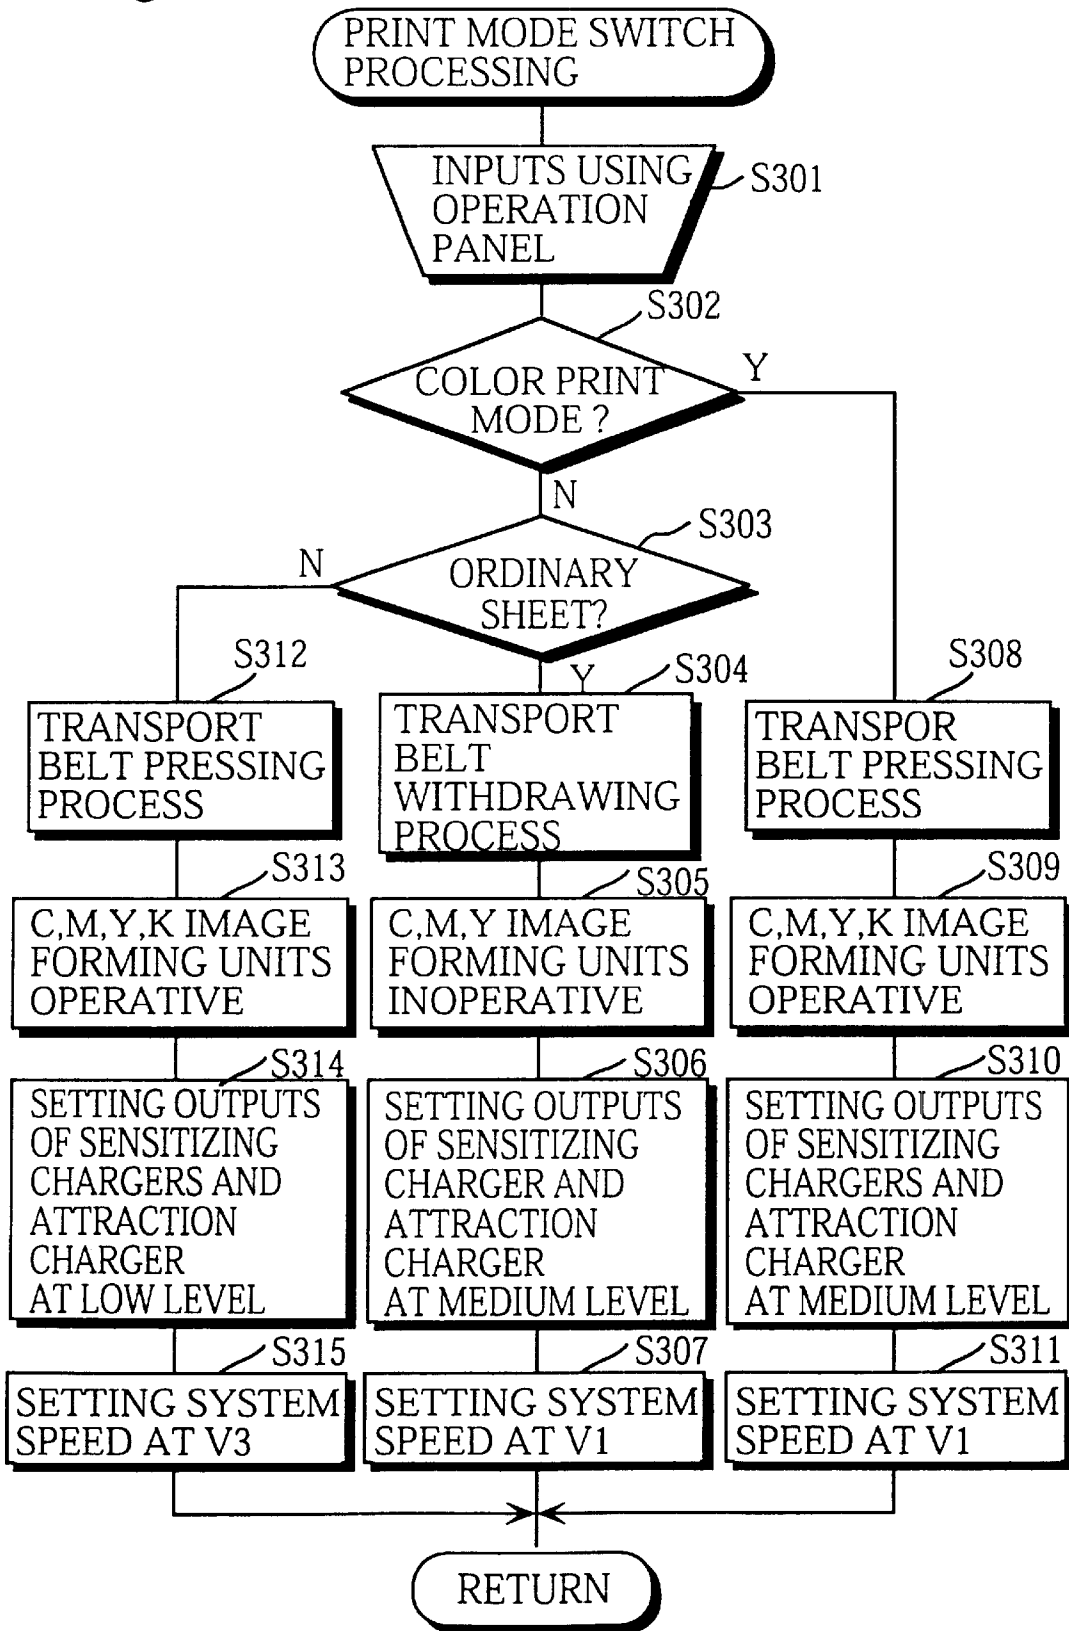 PRINT MODE SWITCH
PROCESSING
INPUTS USING
OPERATION
PANEL
S301
S302
COLOR PRINT
MODE ?
Y
N
S303
ORDINARY
SHEET?
N
Y
S312
TRANSPORT
BELT PRESSING
PROCESS
S304
TRANSPORT
BELT
WITHDRAWING
PROCESS
S308
TRANSPOR
BELT PRESSING
PROCESS
S313
C,M,Y,K IMAGE
FORMING UNITS
OPERATIVE
S305
C,M,Y IMAGE
FORMING UNITS
INOPERATIVE
S309
C,M,Y,K IMAGE
FORMING UNITS
OPERATIVE
S314
SETTING OUTPUTS
OF SENSITIZING
CHARGERS AND
ATTRACTION
CHARGER
AT LOW LEVEL
S306
SETTING OUTPUTS
OF SENSITIZING
CHARGER AND
ATTRACTION
CHARGER
AT MEDIUM LEVEL
S310
SETTING OUTPUTS
OF SENSITIZING
CHARGERS AND
ATTRACTION
CHARGER
AT MEDIUM LEVEL
S315
SETTING SYSTEM
SPEED AT V3
S307
SETTING SYSTEM
SPEED AT V1
S311
SETTING SYSTEM
SPEED AT V1
RETURN